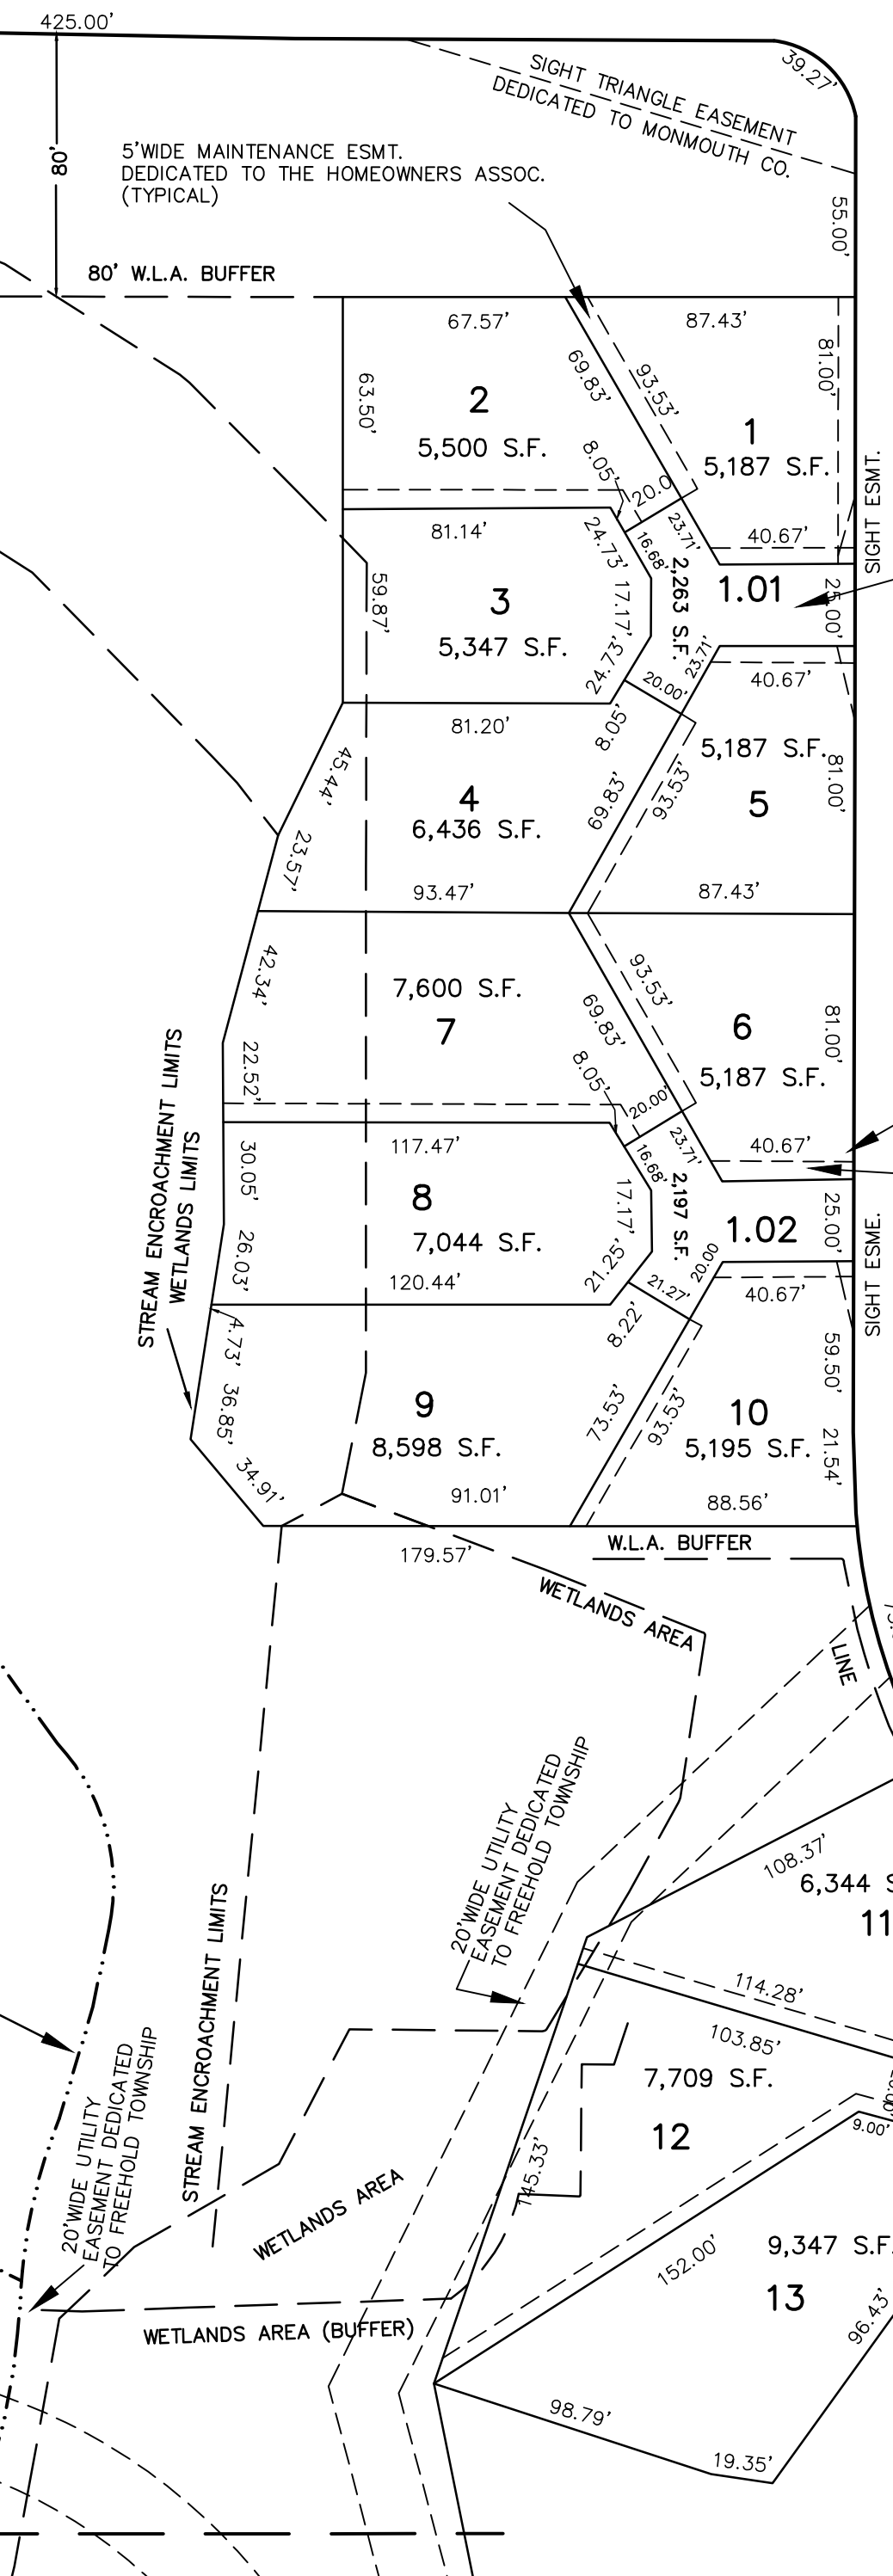 425.00'
39.27'
SIGHT TRIANGLE EASEMENT
DEDICATED TO MONMOUTH CO.
80'
5'WIDE MAINTENANCE ESMT.
DEDICATED TO THE HOMEOWNERS ASSOC.
(TYPICAL)
55.00'
80' W.L.A. BUFFER
67.57'
87.43'
63.50'
69.83'
93.53'
81.00'
2
5,500 S.F.
1
5,187 S.F.
8.05'
20.0
SIGHT ESMT.
81.14'
24.73'
16.68'
23.71'
40.67'
59.87'
3
5,347 S.F.
17.17'
2,263 S.F.
1.01
25.00'
24.73'
20.00'
23.71'
40.67'
81.20'
8.05'
45.44'
4
6,436 S.F.
69.83'
93.53'
5,187 S.F.
5
81.00'
23.57'
93.47'
87.43'
42.34'
7,600 S.F.
7
69.83'
93.53'
6
5,187 S.F.
81.00'
22.52'
8.05'
20.00'
STREAM ENCROACHMENT LIMITS
WETLANDS LIMITS
117.47'
16.68'
23.71'
40.67'
30.05'
8
7,044 S.F.
17.17'
2,197 S.F.
1.02
25.00'
SIGHT ESME.
26.03'
120.44'
21.25'
21.27'
20.00
40.67'
8.22'
4.73'
36.85'
9
8,598 S.F.
73.53'
93.53'
10
5,195 S.F.
59.50'
21.54'
34.91'
91.01'
88.56'
179.57'
W.L.A. BUFFER
LINE
WETLANDS AREA
20'WIDE UTILITY
EASEMENT DEDICATED
TO FREEHOLD TOWNSHIP
108.37'
6,344 S
11
STREAM ENCROACHMENT LIMITS
114.28'
103.85'
7,709 S.F.
12
9.00'
20'WIDE UTILITY
EASEMENT DEDICATED
TO FREEHOLD TOWNSHIP
WETLANDS AREA
145.33'
152.00'
9,347 S.F.
13
96.43'
WETLANDS AREA (BUFFER)
98.79'
19.35'